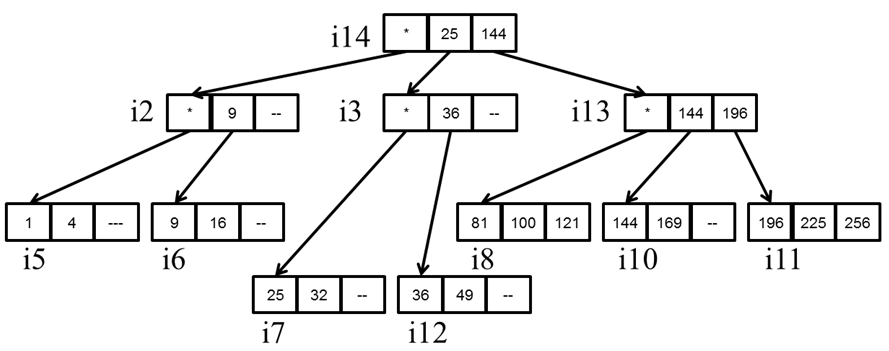 i14 * 25 144
i2 * 9 -- i3 * 36 -- i13 * 144 196
1 4 --- 9 16 -- 81 100 121 144 169 -- 196 225 256
i5 i6 i8 i10 i11
25 32 -- 36 49 --
i7 i12